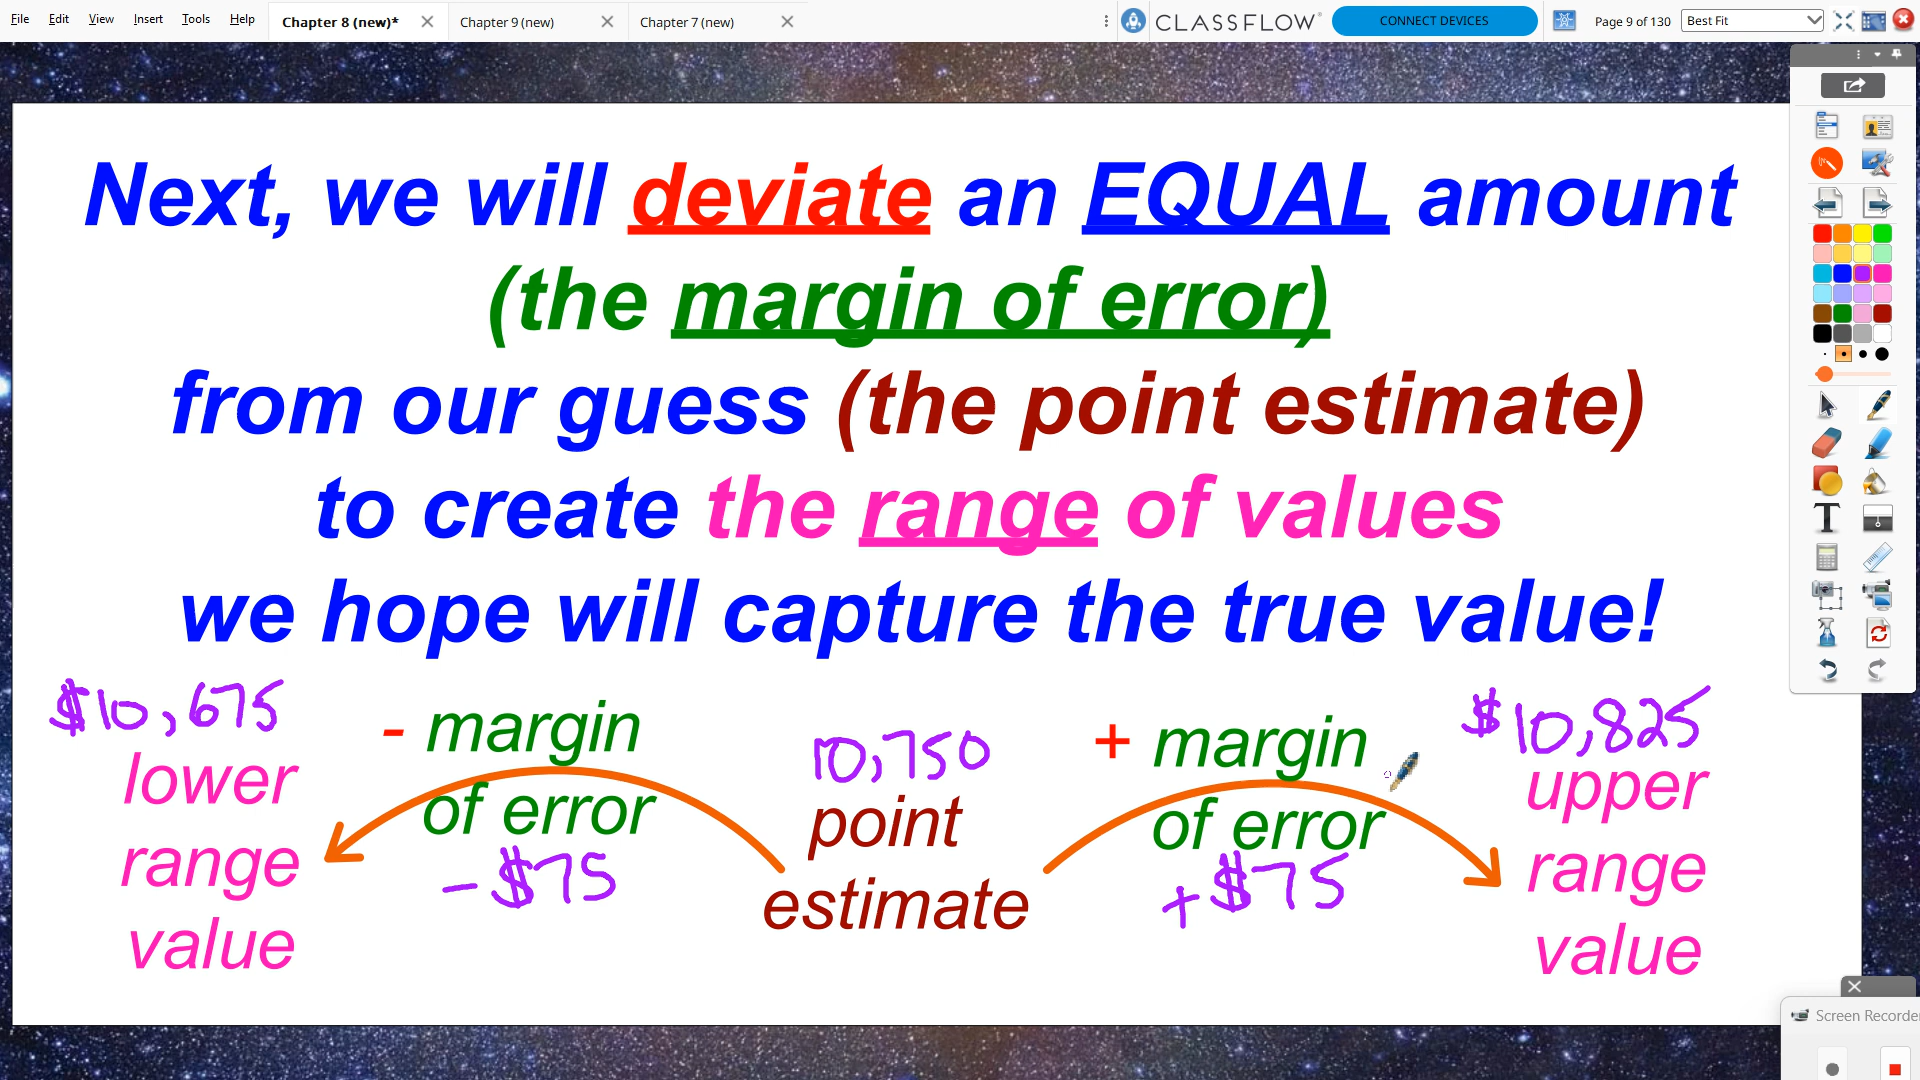 File Edit View Insert Tools Help Chapter 8 (new)* Chapter 9 (new) Chapter 7 (new) CLASSFLOW CONNECT DEVICES Page 9 of 130 Best Fit
Next, we will deviate an EQUAL amount
(the margin of error)
from our guess (the point estimate)
to create the range of values
we hope will capture the true value!
$10,675
lower
range
value
- margin
of error
-$75
10,750
point
estimate
+ margin
of error
+$75
$10,825
upper
range
value
Screen Recorder